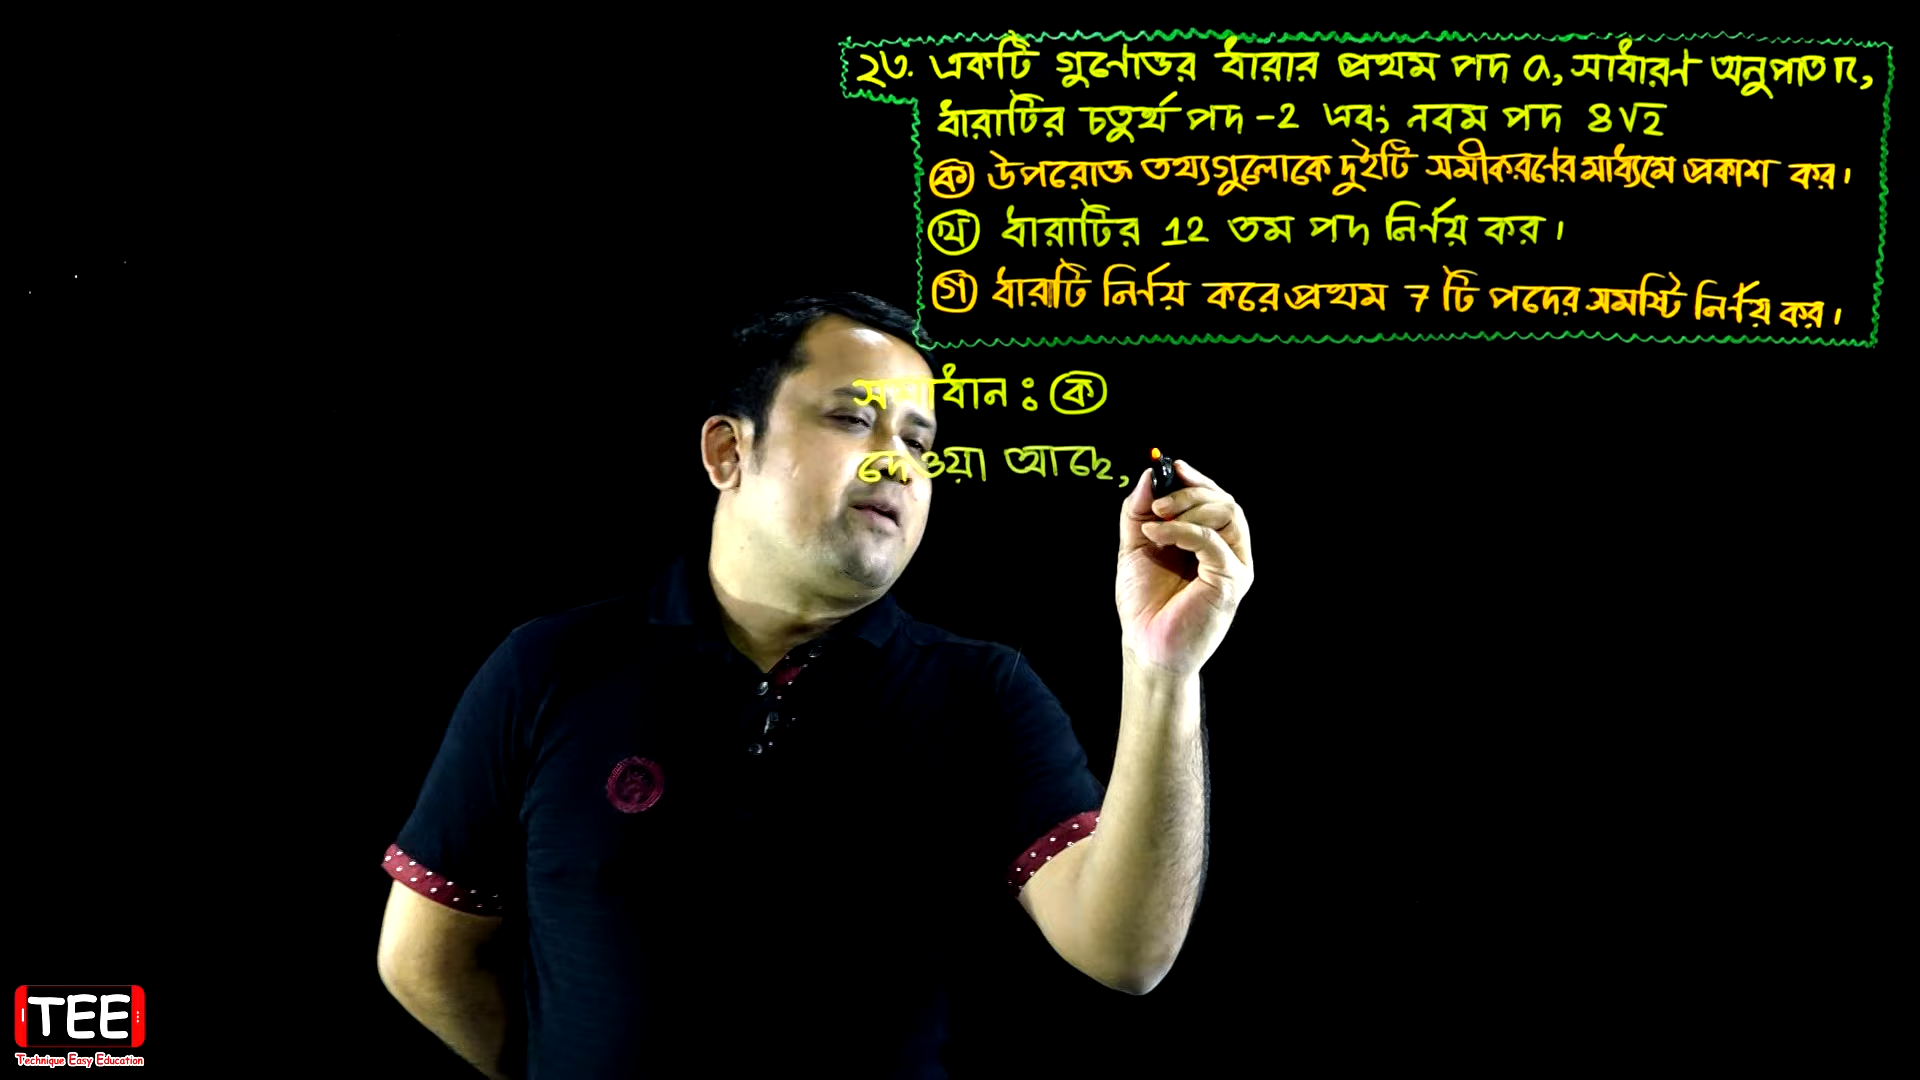 ২৩. একটি গুণোত্তর ধারার প্রথম পদ a, সাধারণ অনুপাত r,
ধারাটির চতুর্থ পদ -2 এবং নবম পদ 8√2
ক উপরোক্ত তথ্যগুলোকে দুইটি সমীকরণের মাধ্যমে প্রকাশ কর।
খ ধারাটির 12 তম পদ নির্ণয় কর।
গ ধারাটি নির্ণয় করে প্রথম 7 টি পদের সমষ্টি নির্ণয় কর।
সমাধান : ক
দেওয়া আছে,
TEE
Technique Easy Education